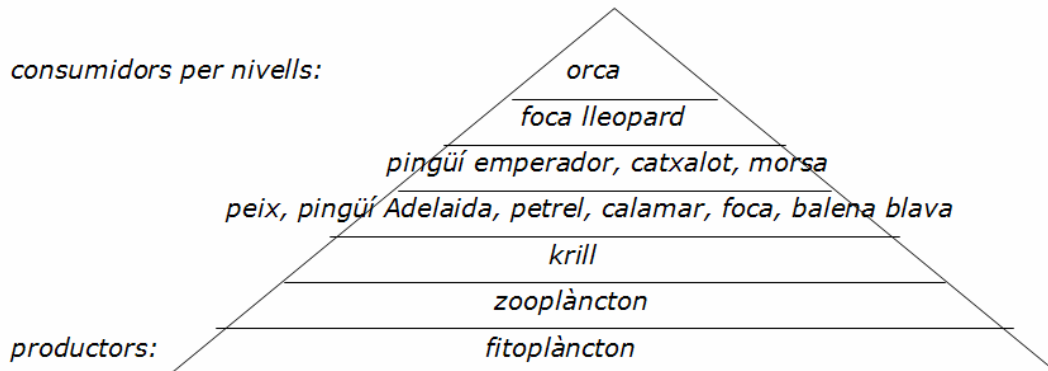 consumidors per nivells: orca
foca lleopard
pingüí emperador, catxalot, morsa
peix, pingüí Adelaida, petrel, calamar, foca, balena blava
krill
zooplàncton
productors: fitoplàncton